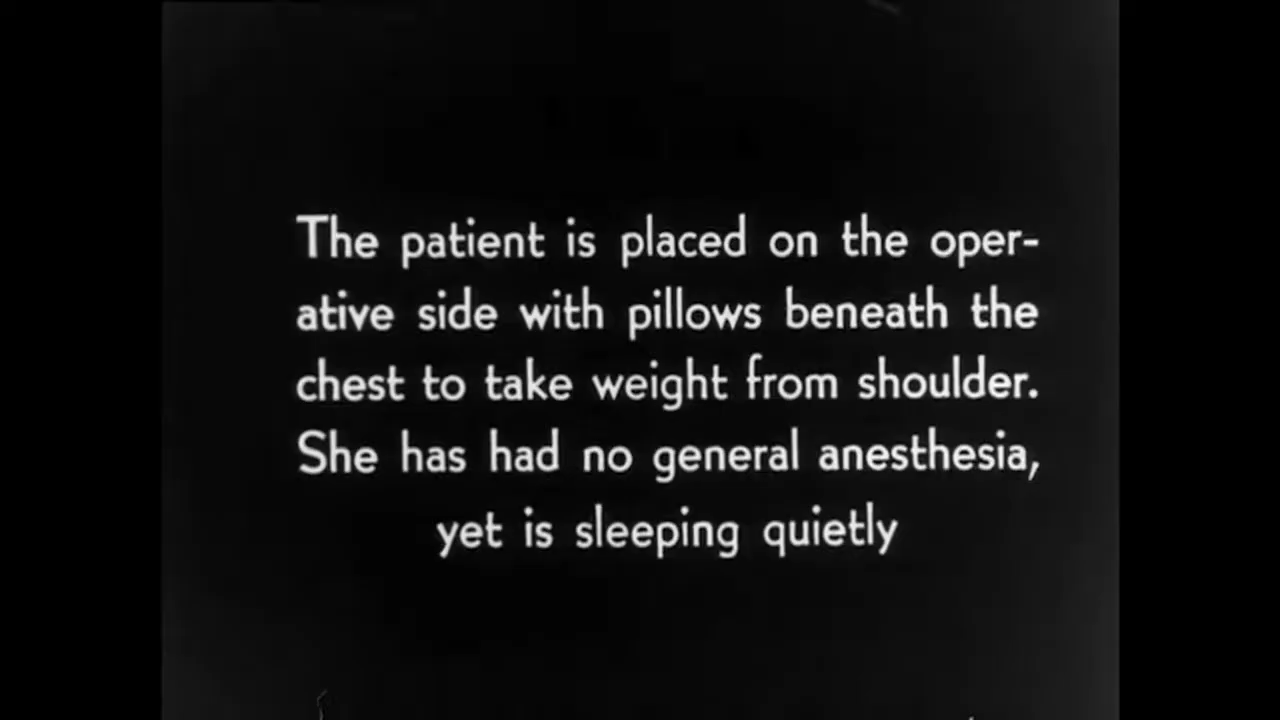 The patient is placed on the oper-
ative side with pillows beneath the
chest to take weight from shoulder.
She has had no general anesthesia,
yet is sleeping quietly